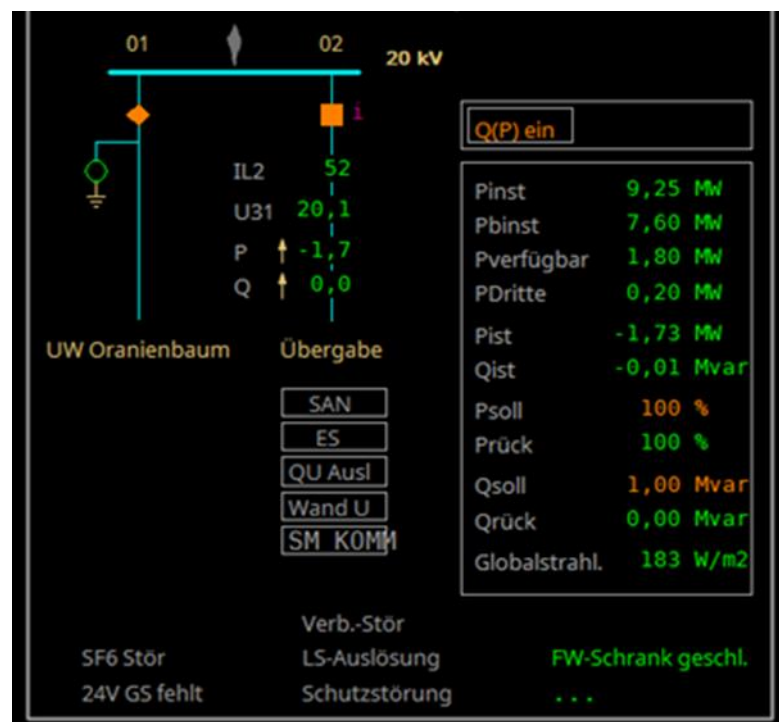 01 02 20 kV
i
Q(P) ein
IL2 52
U31 20,1
P -1,7
Q 0,0
UW Oranienbaum Übergabe
SAN
ES
QU Ausl
Wand U
SM KOMM
Pinst 9,25 MW
Pbinst 7,60 MW
Pverfügbar 1,80 MW
PDritte 0,20 MW
Pist -1,73 MW
Qist -0,01 Mvar
Psoll 100 %
Prück 100 %
Qsoll 1,00 Mvar
Qrück 0,00 Mvar
Globalstrahl. 183 W/m2
Verb.-Stör
SF6 Stör LS-Auslösung FW-Schrank geschl.
24V GS fehlt Schutzstörung ...